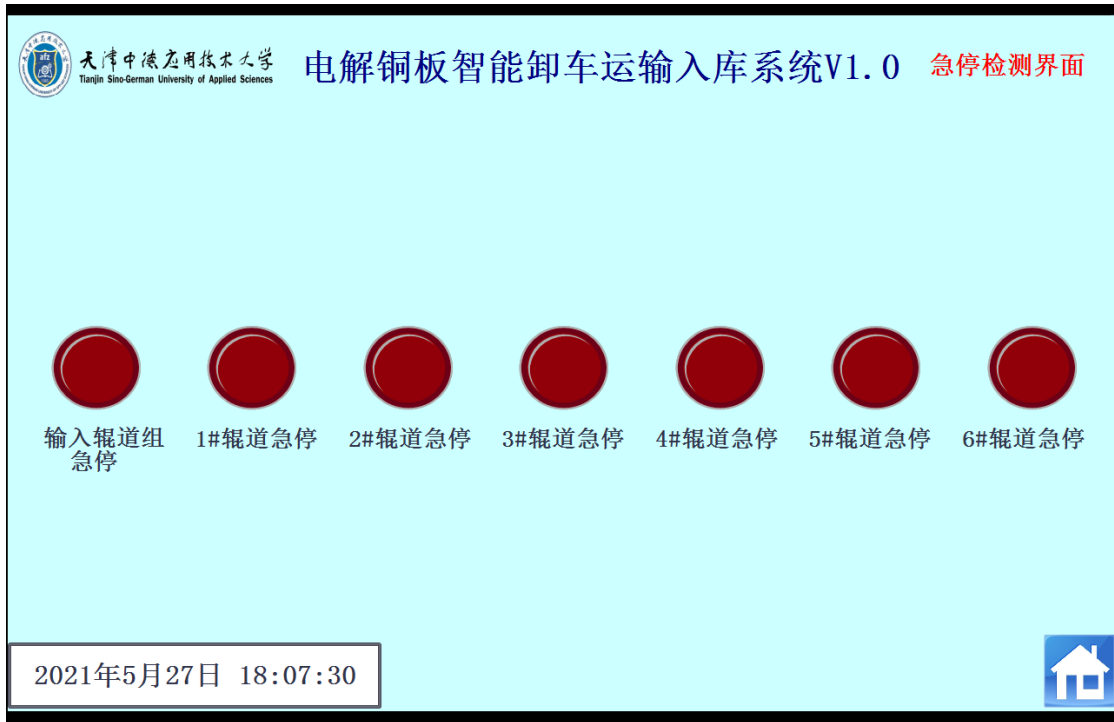 天津中德应用技术大学
Tianjin Sino-German University of Applied Sciences
电解铜板智能卸车运输入库系统V1.0
急停检测界面
输入辊道组
急停
1#辊道急停
2#辊道急停
3#辊道急停
4#辊道急停
5#辊道急停
6#辊道急停
2021年5月27日 18:07:30